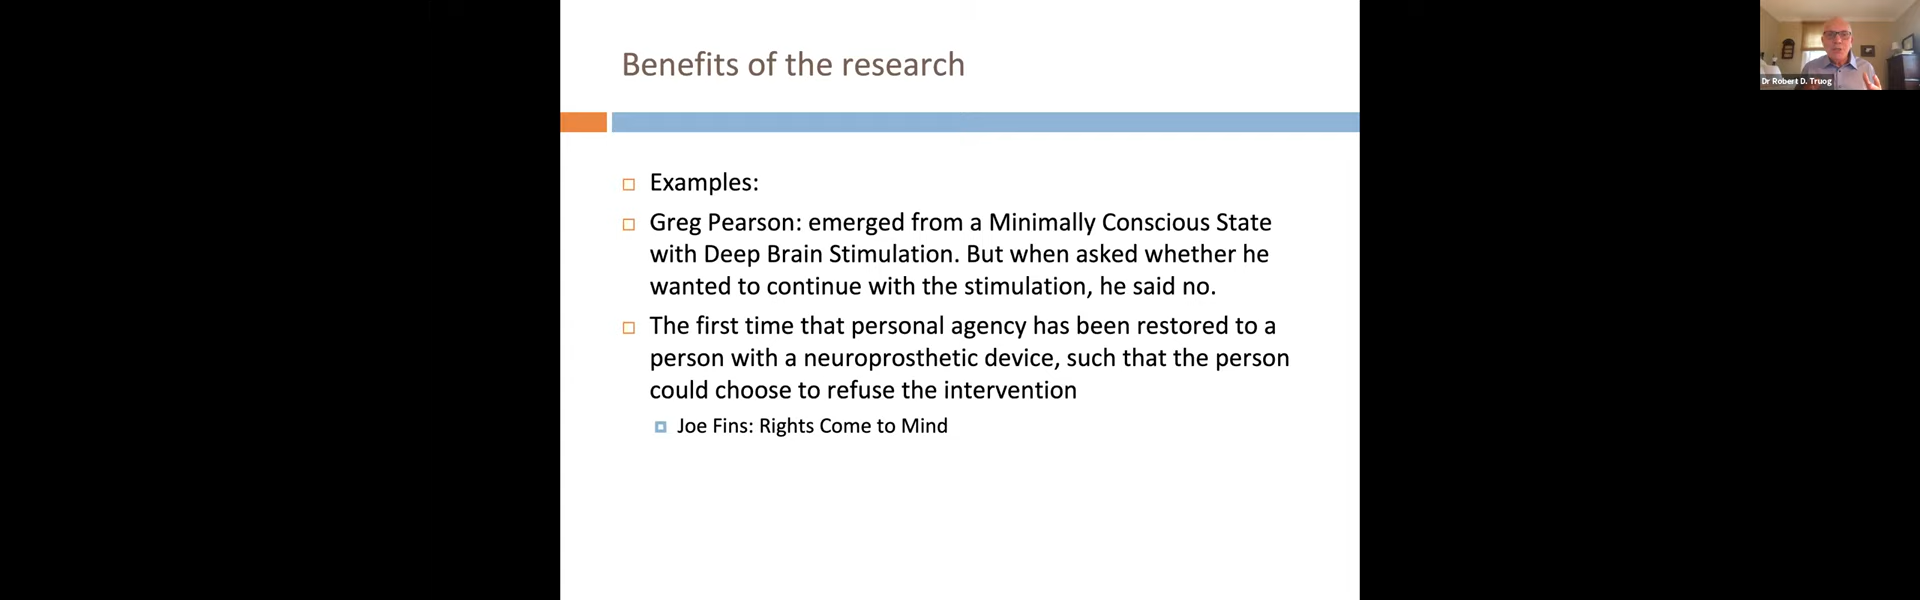 Benefits of the research
Dr Robert D. Truog
Examples:
Greg Pearson: emerged from a Minimally Conscious State
with Deep Brain Stimulation. But when asked whether he
wanted to continue with the stimulation, he said no.
The first time that personal agency has been restored to a
person with a neuroprosthetic device, such that the person
could choose to refuse the intervention
Joe Fins: Rights Come to Mind